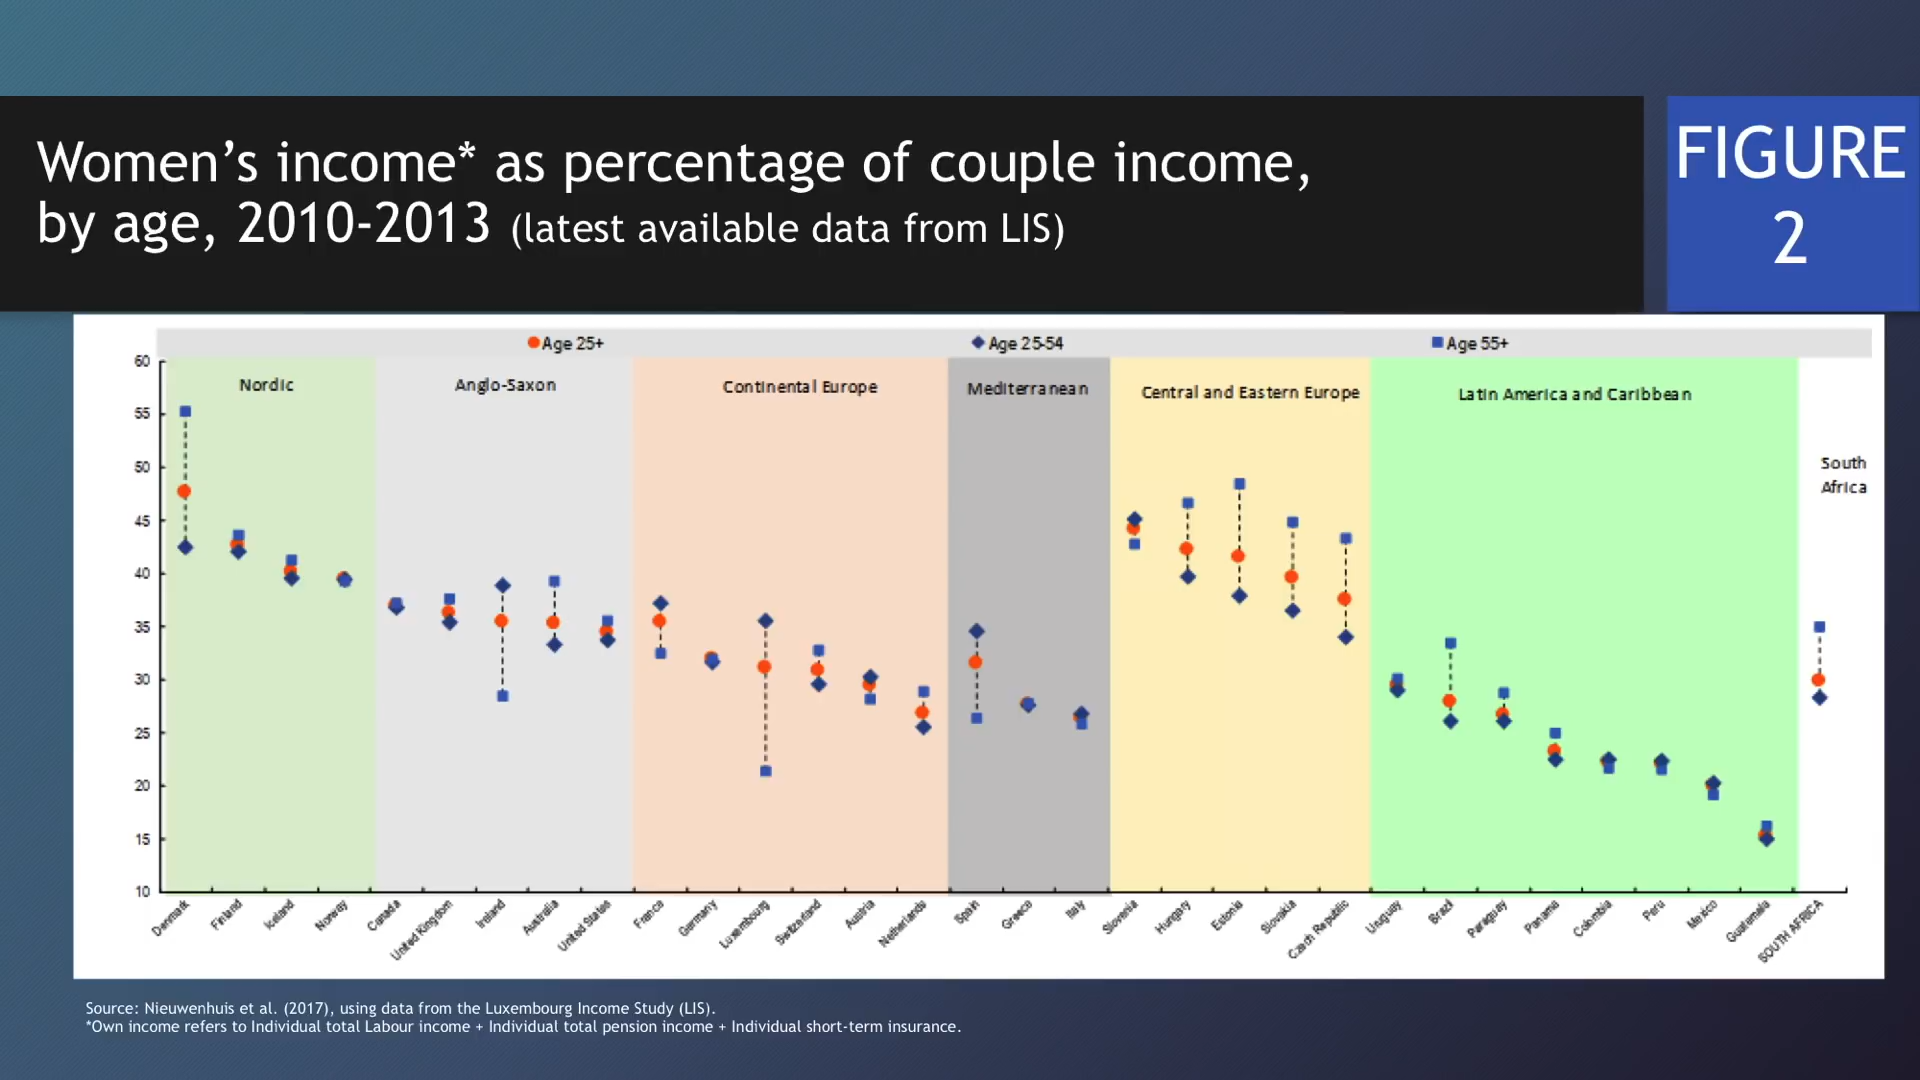 Women’s income* as percentage of couple income,
by age, 2010-2013 (latest available data from LIS)
FIGURE
2
Age 25+
Age 25-54
Age 55+
Nordic
Anglo-Saxon
Continental Europe
Mediterranean
Central and Eastern Europe
Latin America and Caribbean
South
Africa
60
55
50
45
40
35
30
25
20
15
10
Denmark
Finland
Iceland
Norway
Canada
United Kingdom
Ireland
Australia
United States
France
Germany
Luxembourg
Switzerland
Austria
Netherlands
Spain
Greece
Italy
Slovenia
Hungary
Estonia
Slovakia
Czech Republic
Uruguay
Brazil
Paraguay
Panama
Colombia
Peru
Mexico
Guatemala
SOUTH AFRICA
Source: Nieuwenhuis et al. (2017), using data from the Luxembourg Income Study (LIS).
*Own income refers to Individual total Labour income + Individual total pension income + Individual short-term insurance.